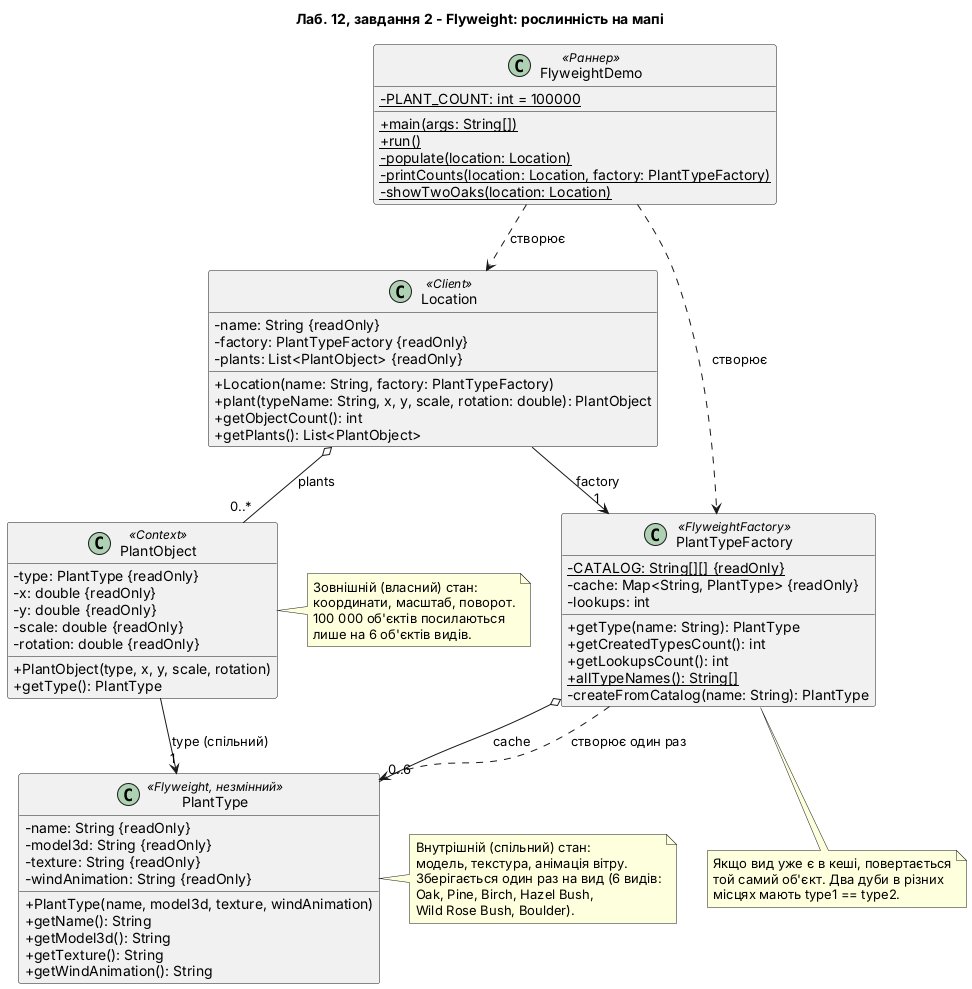 Лаб. 12, завдання 2 - Flyweight: рослинність на мапі
«Раннер»
C
FlyweightDemo
-PLANT_COUNT: int = 100000
+main(args: String[])
+run()
-populate(location: Location)
-printCounts(location: Location, factory: PlantTypeFactory)
-showTwoOaks(location: Location)
створює
створює
«Client»
C
Location
-name: String {readOnly}
-factory: PlantTypeFactory {readOnly}
-plants: List<PlantObject> {readOnly}
+Location(name: String, factory: PlantTypeFactory)
+plant(typeName: String, x, y, scale, rotation: double): PlantObject
+getObjectCount(): int
+getPlants(): List<PlantObject>
plants
0..*
factory
1
«Context»
C
PlantObject
-type: PlantType {readOnly}
-x: double {readOnly}
-y: double {readOnly}
-scale: double {readOnly}
-rotation: double {readOnly}
+PlantObject(type, x, y, scale, rotation)
+getType(): PlantType
Зовнішній (власний) стан:
координати, масштаб, поворот.
100 000 об'єктів посилаються
лише на 6 об'єктів видів.
«FlyweightFactory»
C
PlantTypeFactory
-CATALOG: String[][] {readOnly}
-cache: Map<String, PlantType> {readOnly}
-lookups: int
+getType(name: String): PlantType
+getCreatedTypesCount(): int
+getLookupsCount(): int
+allTypeNames(): String[]
-createFromCatalog(name: String): PlantType
type (спільний)
1
cache
0..6
створює один раз
«Flyweight, незмінний»
C
PlantType
-name: String {readOnly}
-model3d: String {readOnly}
-texture: String {readOnly}
-windAnimation: String {readOnly}
+PlantType(name, model3d, texture, windAnimation)
+getName(): String
+getModel3d(): String
+getTexture(): String
+getWindAnimation(): String
Внутрішній (спільний) стан:
модель, текстура, анімація вітру.
Зберігається один раз на вид (6 видів:
Oak, Pine, Birch, Hazel Bush,
Wild Rose Bush, Boulder).
Якщо вид уже є в кеші, повертається
той самий об'єкт. Два дуби в різних
місцях мають type1 == type2.